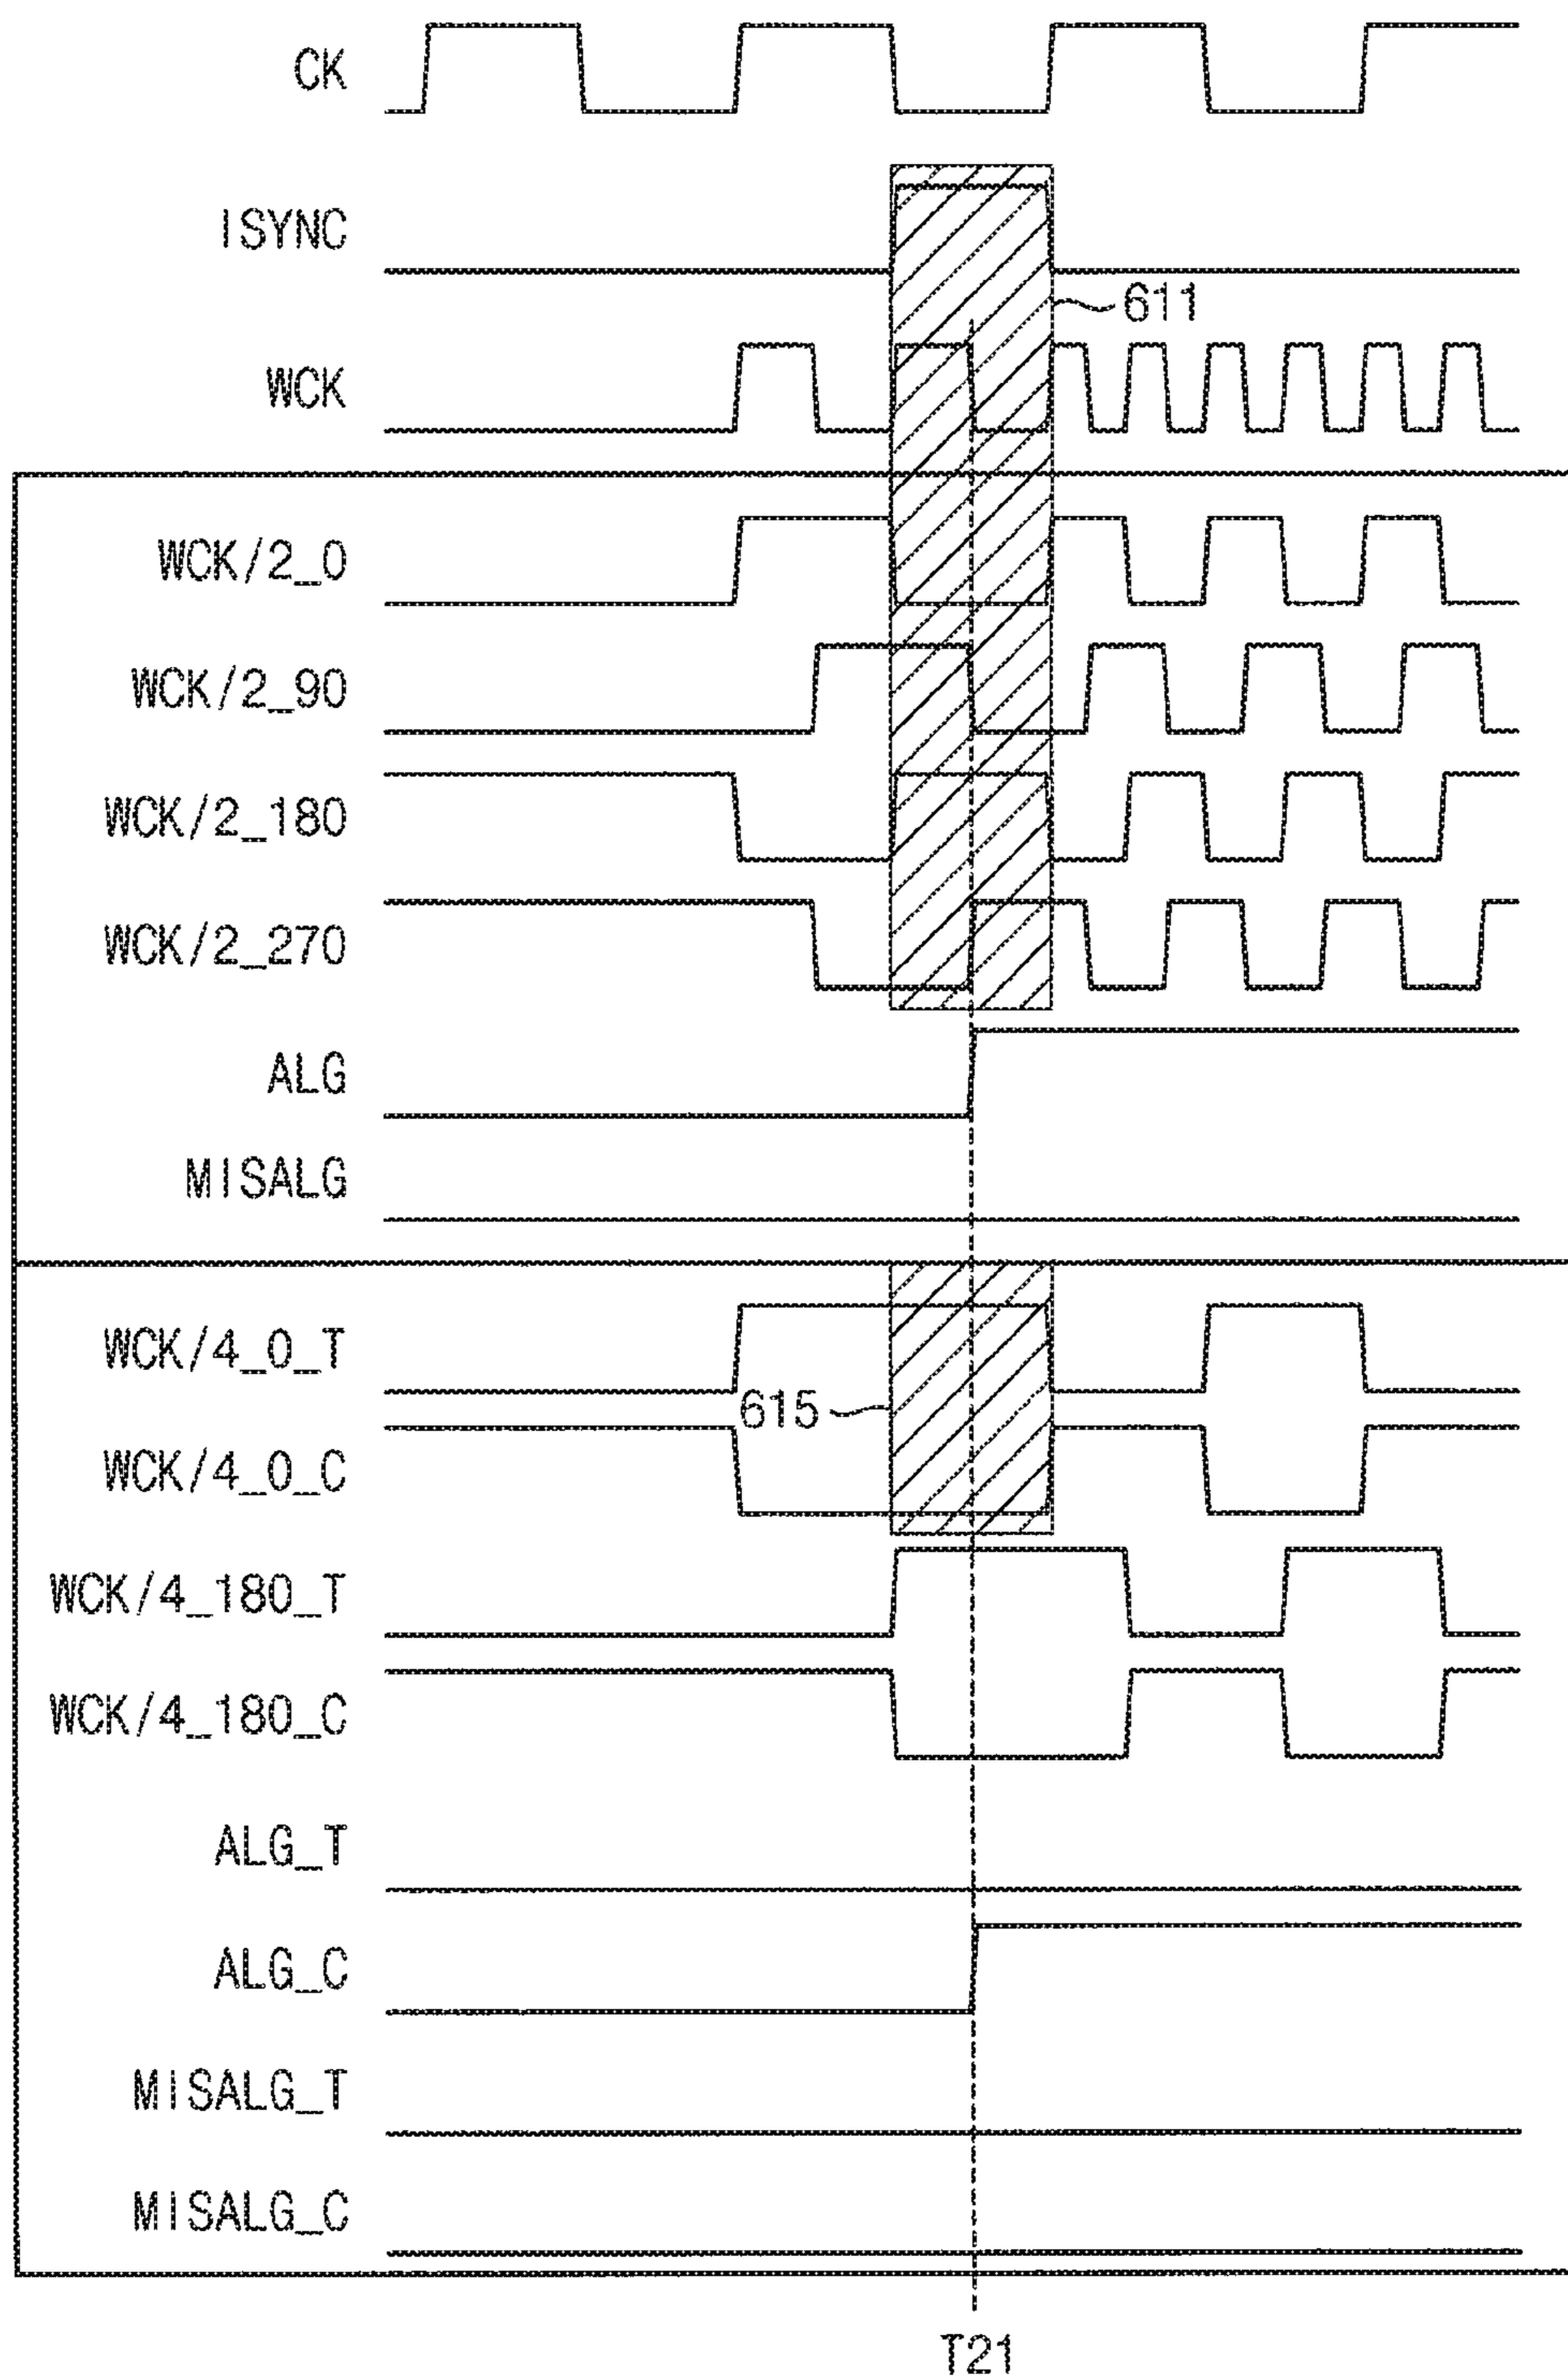 CK
ISYNC
611
WCK
WCK/2_0
WCK/2_90
WCK/2_180
WCK/2_270
ALG
MISALG
WCK/4_0_T
615
WCK/4_0_C
WCK/4_180_T
WCK/4_180_C
ALG_T
ALG_C
MISALG_T
MISALG_C
T21